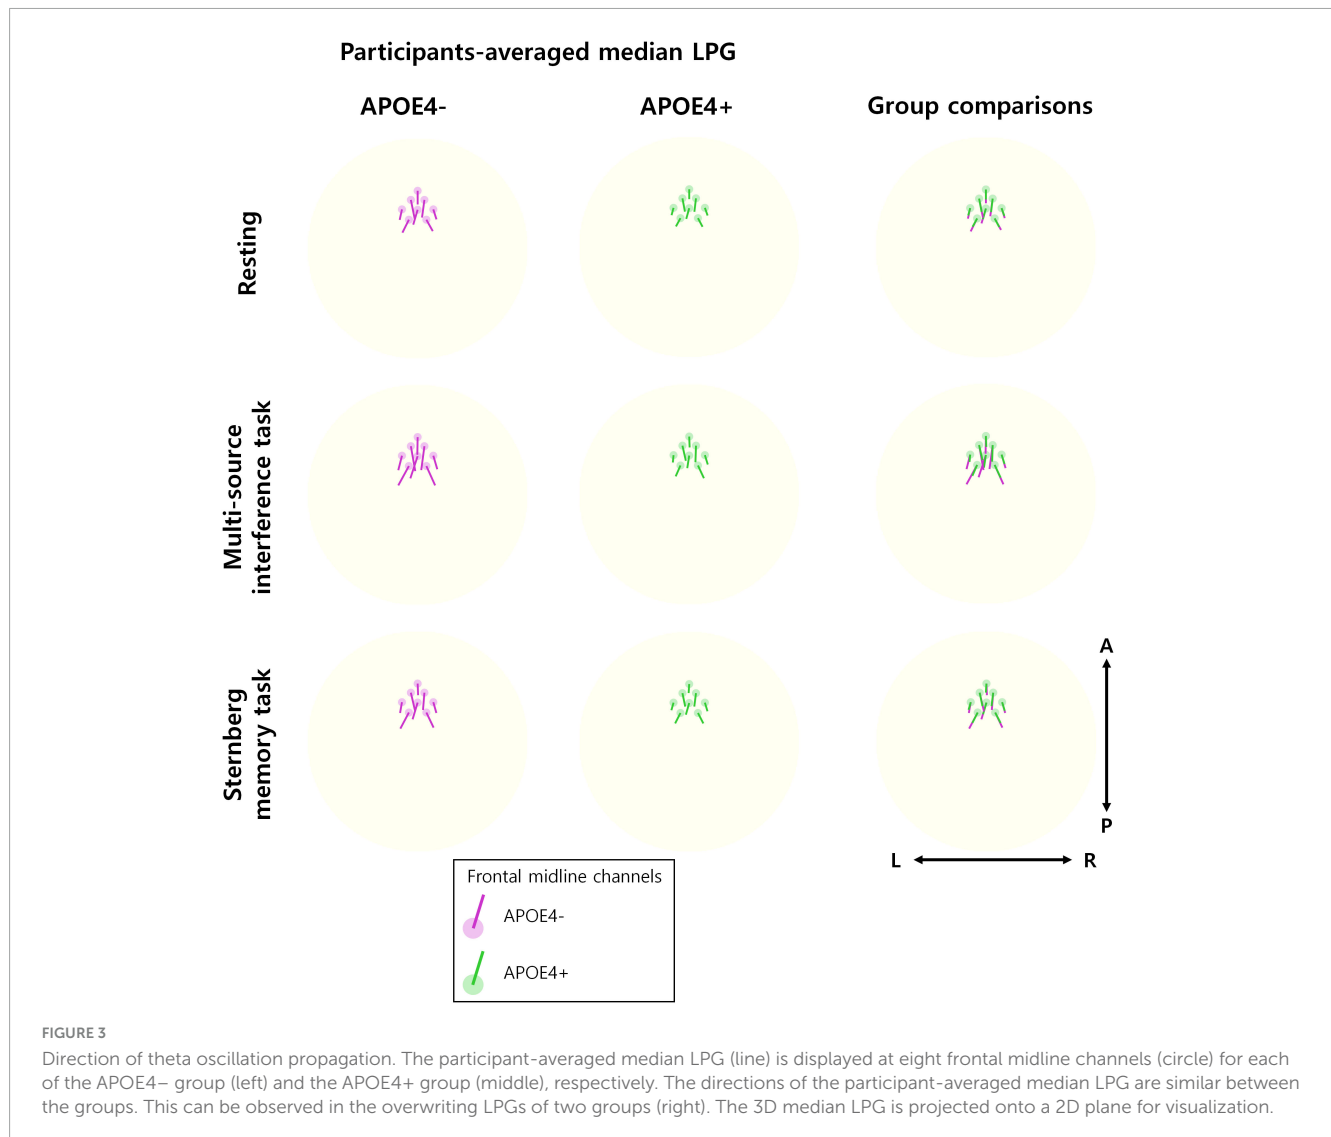 Participants-averaged median LPG
APOE4-
APOE4+
Group comparisons
Resting
Multi-source
interference task
Sternberg
memory task
A
P
L
R
Frontal midline channels
APOE4-
APOE4+
FIGURE 3
Direction of theta oscillation propagation. The participant-averaged median LPG (line) is displayed at eight frontal midline channels (circle) for each
of the APOE4– group (left) and the APOE4+ group (middle), respectively. The directions of the participant-averaged median LPG are similar between
the groups. This can be observed in the overwriting LPGs of two groups (right). The 3D median LPG is projected onto a 2D plane for visualization.